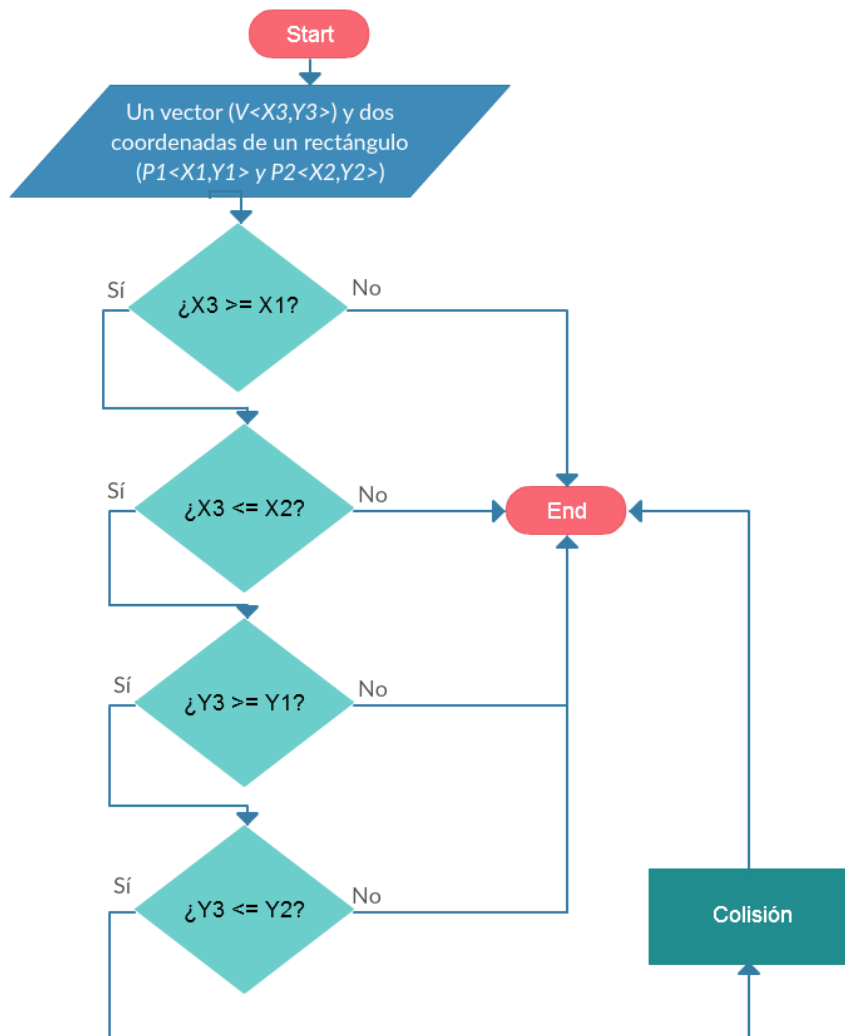 Start
Un vector (V<X3,Y3>) y dos
coordenadas de un rectángulo
(P1<X1,Y1> y P2<X2,Y2>)
Sí
¿X3 >= X1?
No
Sí
¿X3 <= X2?
No
End
Sí
¿Y3 >= Y1?
No
Sí
¿Y3 <= Y2?
No
Colisión